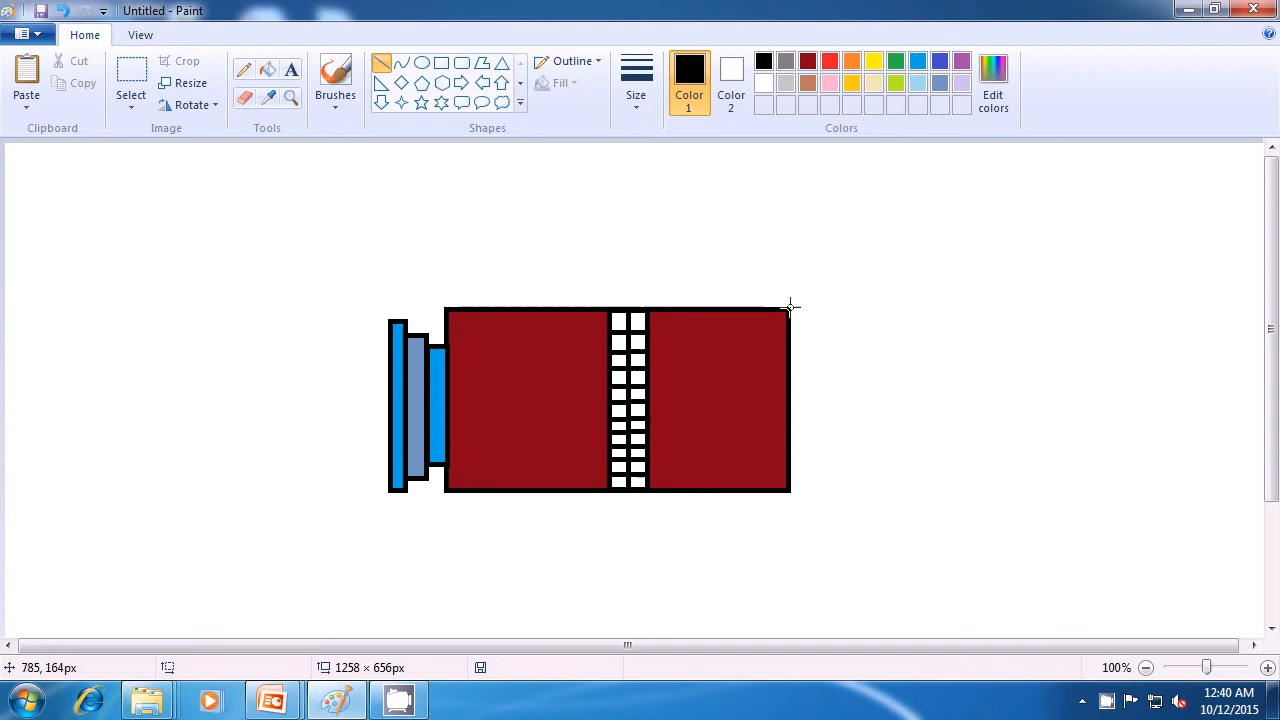 Untitled - Paint
Home
View
Paste
Cut
Copy
Clipboard
Select
Crop
Resize
Rotate
Image
A
Tools
Brushes
Outline
Fill
Shapes
Size
Color 1
Color 2
Edit colors
Colors
785, 164px
1258 × 656px
100%
12:40 AM
10/12/2015